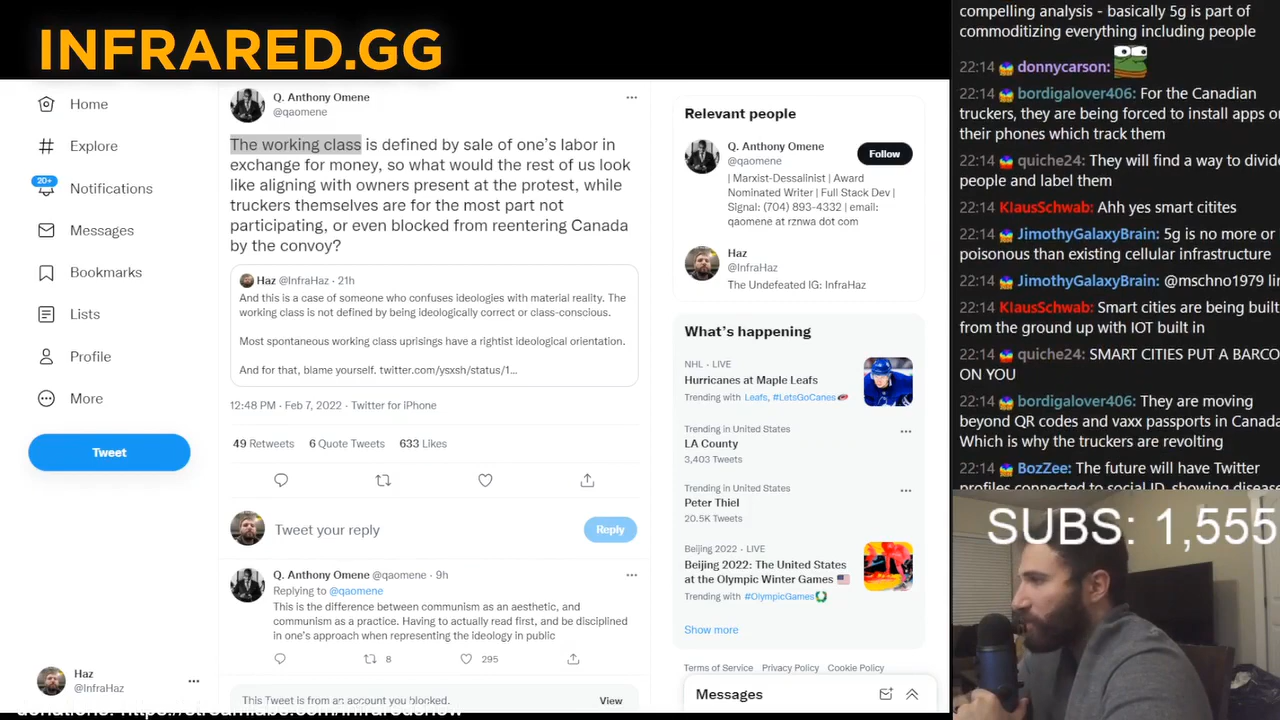 INFRARED.GG
Home
Explore
20+
Notifications
Messages
Bookmarks
Lists
Profile
More
Tweet
Haz
@InfraHaz
Q. Anthony Omene
@qaomene
The working class is defined by sale of one's labor in
exchange for money, so what would the rest of us look
like aligning with owners present at the protest, while
truckers themselves are for the most part not
participating, or even blocked from reentering Canada
by the convoy?
Haz @InfraHaz · 21h
And this is a case of someone who confuses ideologies with material reality. The
working class is not defined by being ideologically correct or class-conscious.
Most spontaneous working class uprisings have a rightist ideological orientation.
And for that, blame yourself. twitter.com/ysxsh/status/1...
12:48 PM · Feb 7, 2022 · Twitter for iPhone
49 Retweets 6 Quote Tweets 633 Likes
Tweet your reply
Reply
Q. Anthony Omene @qaomene · 9h
Replying to @qaomene
This is the difference between communism as an aesthetic, and
communism as a practice. Having to actually read first, and be disciplined
in one's approach when representing the ideology in public
8 295
This Tweet is from an account you blocked. View
Relevant people
Q. Anthony Omene
@qaomene
Follow
| Marxist-Dessalinist | Award
Nominated Writer | Full Stack Dev |
Signal: (704) 893-4332 | email:
qaomene at rznwa dot com
Haz
@InfraHaz
The Undefeated IG: InfraHaz
What's happening
NHL · LIVE
Hurricanes at Maple Leafs
Trending with Leafs, #LetsGoCanes
Trending in United States
LA County
3,403 Tweets
Trending in United States
Peter Thiel
20.5K Tweets
Beijing 2022 · LIVE
Beijing 2022: The United States
at the Olympic Winter Games
Trending with #OlympicGames
Show more
Terms of Service Privacy Policy Cookie Policy
Messages
compelling analysis - basically 5g is part of
commoditizing everything including people
22:14 donnycarson:
22:14 bordigalover406: For the Canadian
truckers, they are being forced to install apps o
their phones which track them
22:14 quiche24: They will find a way to divid
people and label them
22:14 KlausSchwab: Ahh yes smart citites
22:14 JimothyGalaxyBrain: 5g is no more or
poisonous than existing cellular infrastructure
22:14 JimothyGalaxyBrain: @mschno1979 li
22:14 KlausSchwab: Smart cities are being built
from the ground up with IOT built in
22:14 quiche24: SMART CITIES PUT A BARCO
ON YOU
22:14 bordigalover406: They are moving
beyond QR codes and vaxx passports in Canada
Which is why the truckers are revolting
22:14 BozZee: The future will have Twitter
profiles connected to social ID, showing disease
SUBS: 1,555